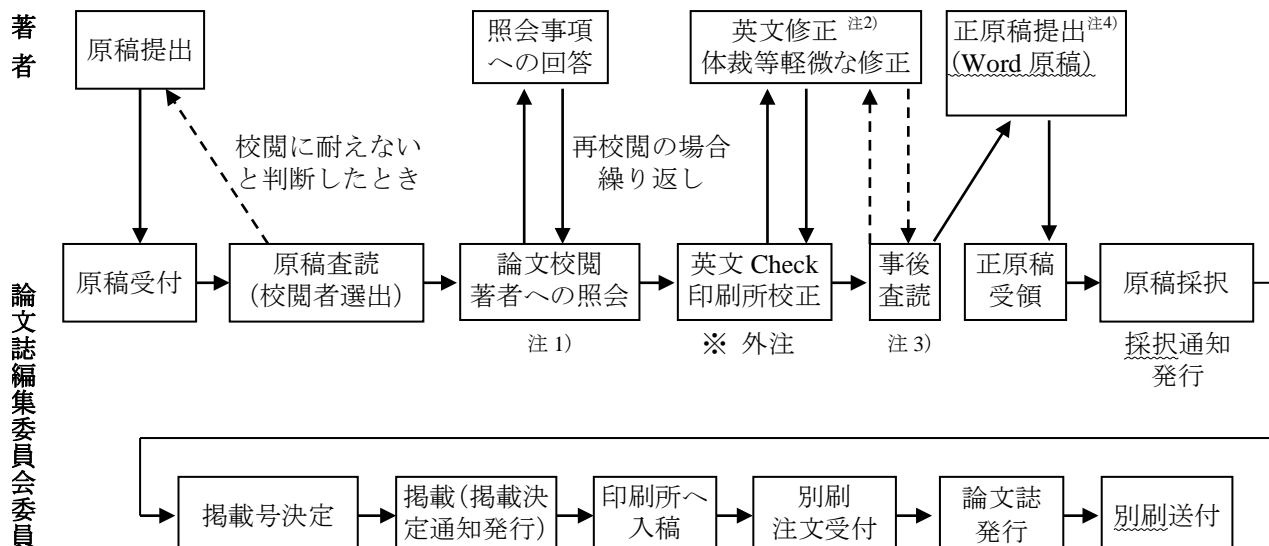 著者
原稿提出
照会事項
への回答
英文修正 注2)
体裁等軽微な修正
正原稿提出注4)
(Word 原稿)
校閲に耐えない
と判断したとき
再校閲の場合
繰り返し
論文誌編集委員会委員
原稿受付
原稿査読
(校閲者選出)
論文校閲
著者への照会
英文 Check
印刷所校正
事後
査読
正原稿
受領
原稿採択
注 1)
※ 外注
注 3)
採択通知
発行
掲載号決定
掲載(掲載決
定通知発行)
印刷所へ
入稿
別刷
注文受付
論文誌
発行
別刷送付